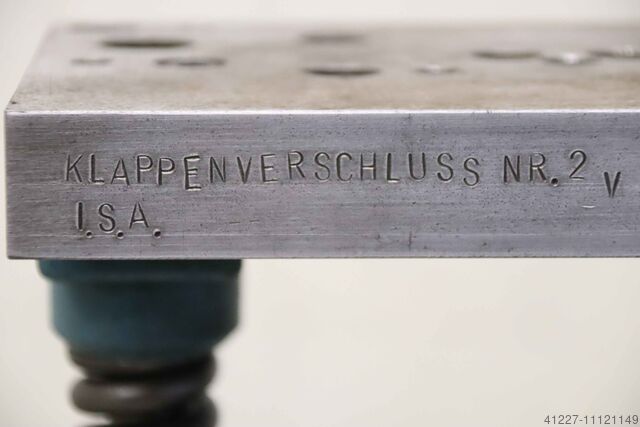 KLAPPENVERSCHLUSS NR. 2 V
I.S.A.
41227-11121149